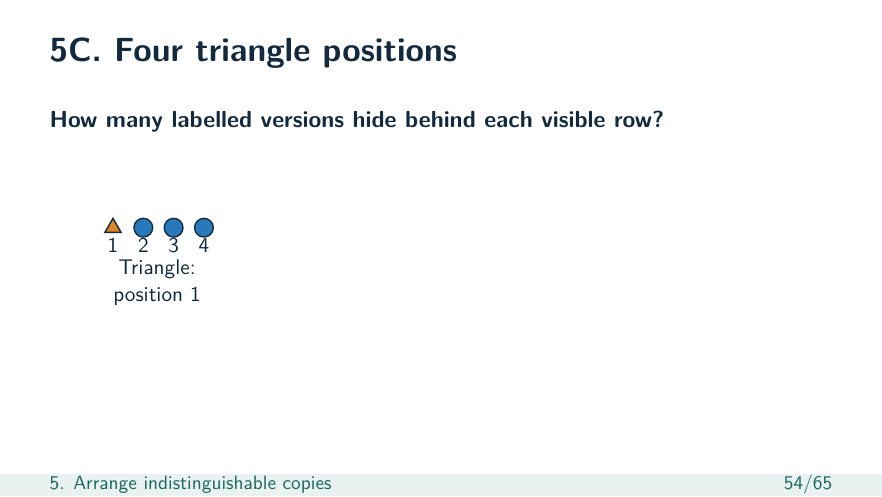 5C. Four triangle positions
How many labelled versions hide behind each visible row?
1 2 3 4
Triangle:
position 1
5. Arrange indistinguishable copies 54/65